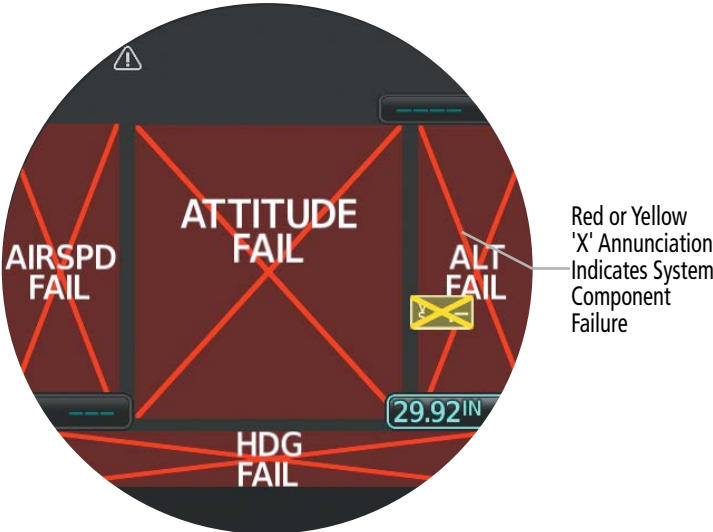 ATTITUDE
FAIL
AIRSPD
FAIL
ALT
FAIL
29.92IN
HDG
FAIL
Red or Yellow
'X' Annunciation
Indicates System
Component
Failure